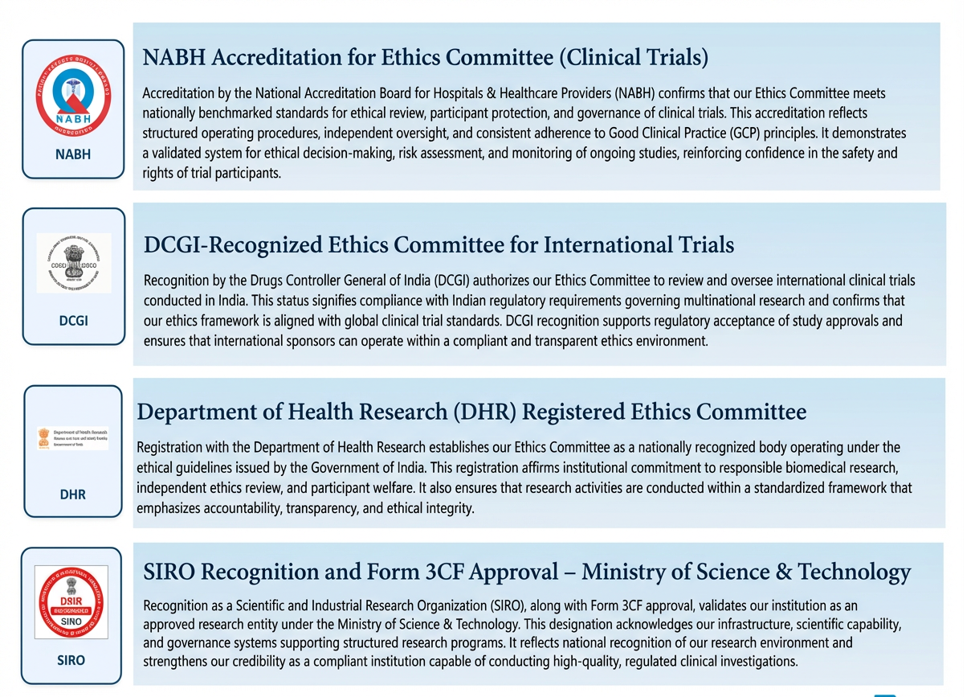 NABH Accreditation for Ethics Committee (Clinical Trials)
Accreditation by the National Accreditation Board for Hospitals & Healthcare Providers (NABH) confirms that our Ethics Committee meets
nationally benchmarked standards for ethical review, participant protection, and governance of clinical trials. This accreditation reflects
structured operating procedures, independent oversight, and consistent adherence to Good Clinical Practice (GCP) principles. It demonstrates
a validated system for ethical decision-making, risk assessment, and monitoring of ongoing studies, reinforcing confidence in the safety and
rights of trial participants.
NABH
NABH
DCGI-Recognized Ethics Committee for International Trials
Recognition by the Drugs Controller General of India (DCGI) authorizes our Ethics Committee to review and oversee international clinical trials
conducted in India. This status signifies compliance with Indian regulatory requirements governing multinational research and confirms that
our ethics framework is aligned with global clinical trial standards. DCGI recognition supports regulatory acceptance of study approvals and
ensures that international sponsors can operate within a compliant and transparent ethics environment.
DCGI
Department of Health Research (DHR) Registered Ethics Committee
Registration with the Department of Health Research establishes our Ethics Committee as a nationally recognized body operating under the
ethical guidelines issued by the Government of India. This registration affirms institutional commitment to responsible biomedical research,
independent ethics review, and participant welfare. It also ensures that research activities are conducted within a standardized framework that
emphasizes accountability, transparency, and ethical integrity.
Department of Health Research
DHR
SIRO Recognition and Form 3CF Approval – Ministry of Science & Technology
Recognition as a Scientific and Industrial Research Organization (SIRO), along with Form 3CF approval, validates our institution as an
approved research entity under the Ministry of Science & Technology. This designation acknowledges our infrastructure, scientific capability,
and governance systems supporting structured research programs. It reflects national recognition of our research environment and
strengthens our credibility as a compliant institution capable of conducting high-quality, regulated clinical investigations.
SIRO
SIRO